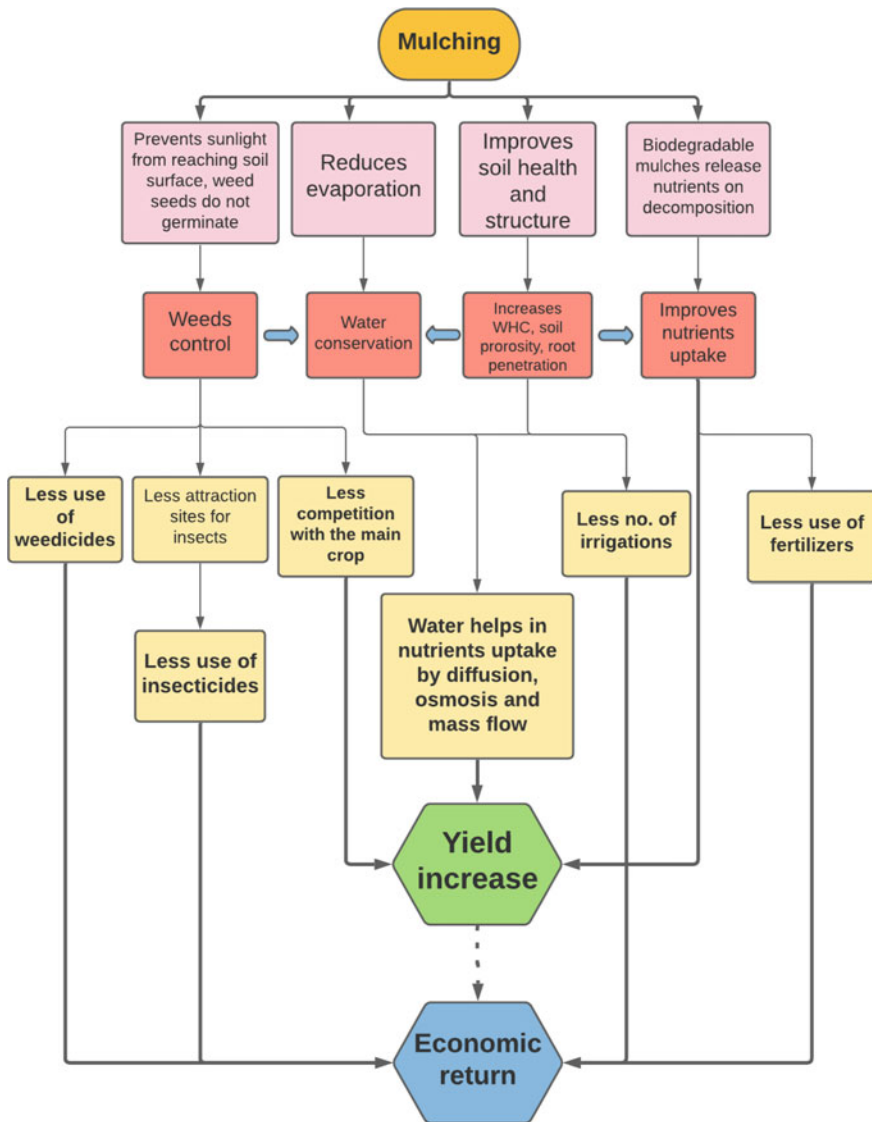 Mulching
Prevents sunlight
from reaching soil
surface, weed
seeds do not
germinate
Reduces
evaporation
Improves
soil health
and
structure
Biodegradable
mulches release
nutrients on
decomposition
Weeds
control
Water
conservation
Increases
WHC, soil
prorosity, root
penetration
Improves
nutrients
uptake
Less use
of
weedicides
Less attraction
sites for
insects
Less
competition
with the main
crop
Less no. of
irrigations
Less use of
fertilizers
Less use of
insecticides
Water helps in
nutrients uptake
by diffusion,
osmosis and
mass flow
Yield
increase
Economic
return